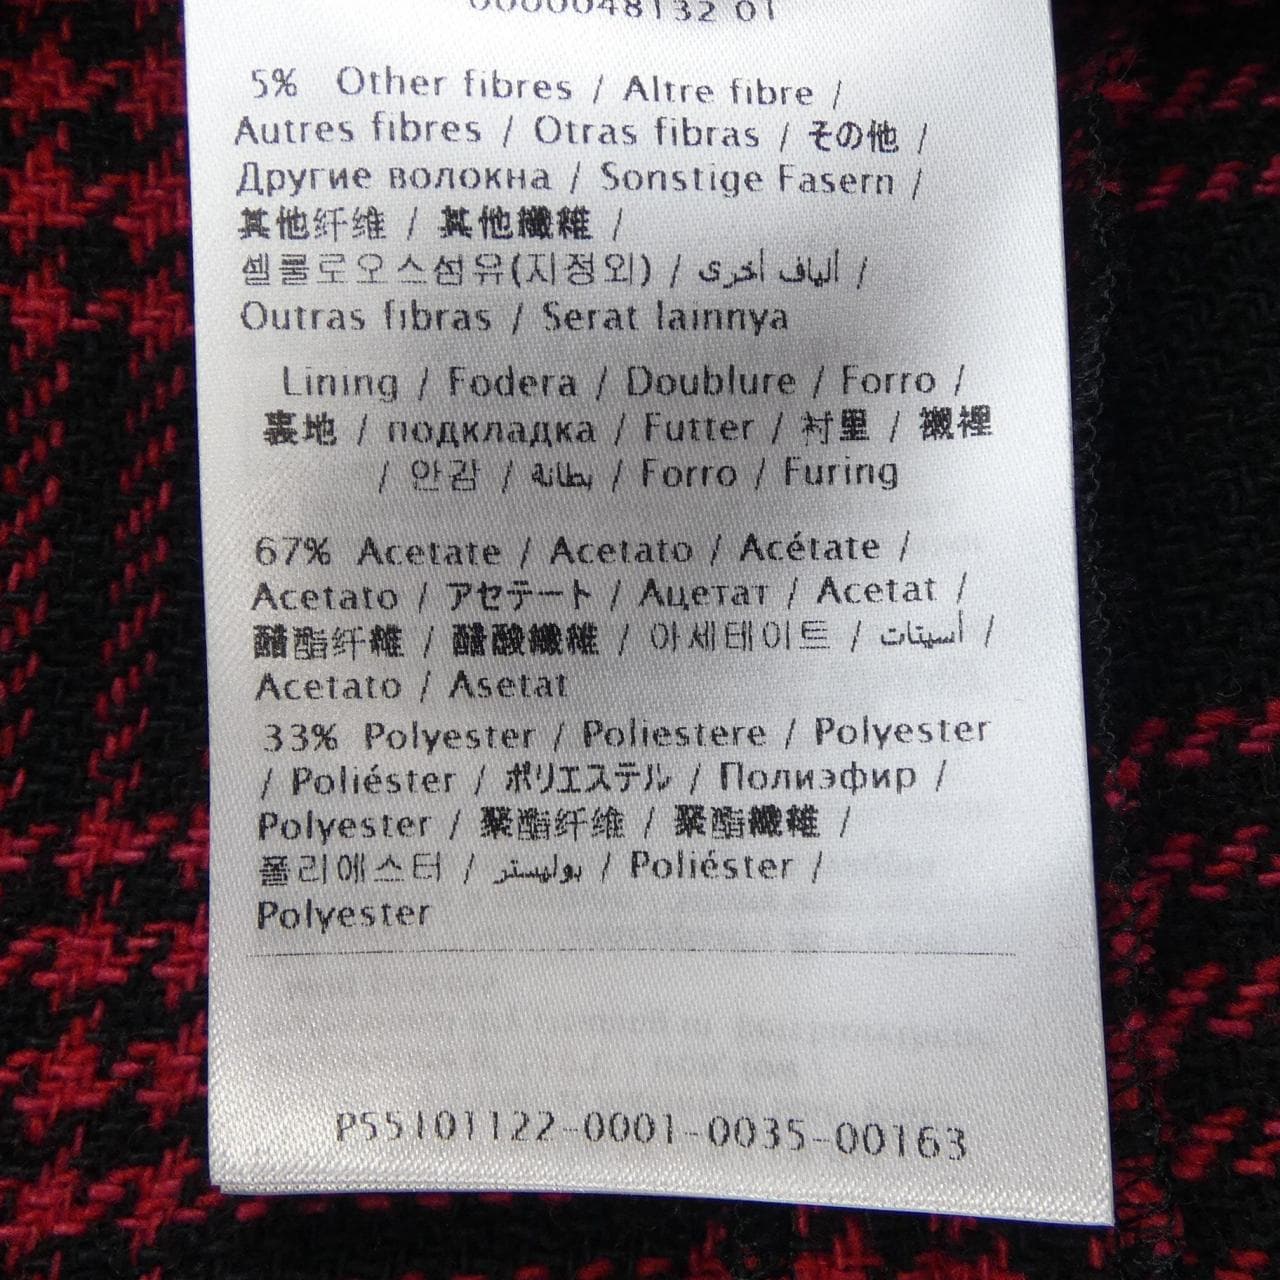 0000048132 01
5% Other fibres / Altre fibre /
Autres fibres / Otras fibras / その他 /
Другие волокна / Sonstige Fasern /
其他纤维 / 其他纖維 /
셀룰로오스섬유(지정외) / ألياف أخرى /
Outras fibras / Serat lainnya
Lining / Fodera / Doublure / Forro /
裏地 / подкладка / Futter / 衬里 / 襯裡
/ 안감 / بطانة / Forro / Furing
67% Acetate / Acetato / Acétate /
Acetato / アセテート / Ацетат / Acetat /
醋酯纤維 / 醋酸纖維 / 아세테이트 / أسيتات /
Acetato / Asetat
33% Polyester / Poliestere / Polyester
/ Poliéster / ポリエステル / Полиэфир /
Polyester / 聚酯纤维 / 聚酯纖維 /
폴리에스터 / بوليستر / Poliéster /
Polyester
P55101122-0001-0035-00163